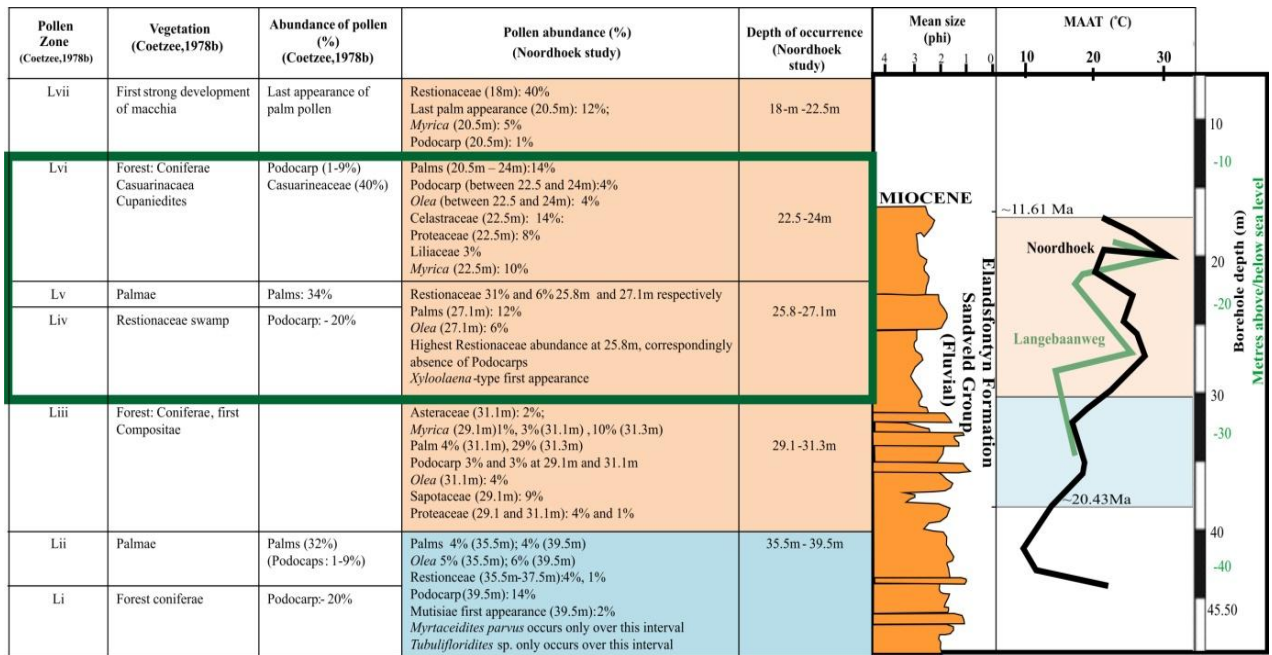 Pollen Zone (Coetzee,1978b)
Vegetation (Coetzee,1978b)
Abundance of pollen (%) (Coetzee,1978b)
Pollen abundance (%) (Noordhoek study)
Depth of occurrence (Noordhoek study)
Mean size (phi)
4 3 2 1 0
MAAT (°C)
10 20 30
Lvii
First strong development of macchia
Last appearance of palm pollen
Restionaceae (18m): 40%
Last palm appearance (20.5m): 12%;
Myrica (20.5m): 5%
Podocarp (20.5m): 1%
18-m -22.5m
Lvi
Forest: Coniferae
Casuarinacaea
Cupaniedites
Podocarp (1-9%)
Casuarineaceae (40%)
Palms (20.5m – 24m):14%
Podocarp (between 22.5 and 24m):4%
Olea (between 22.5 and 24m): 4%
Celastraceae (22.5m): 14%:
Proteaceae (22.5m): 8%
Liliaceae 3%
Myrica (22.5m): 10%
22.5 -24m
Lv
Palmae
Palms: 34%
Liv
Restionaceae swamp
Podocarp: - 20%
Restionaceae 31% and 6% 25.8m and 27.1m respectively
Palms (27.1m): 12%
Olea (27.1m): 6%
Highest Restionaceae abundance at 25.8m, correspondingly
absence of Podocarps
Xyloolaena-type first appearance
25.8 -27.1m
Liii
Forest: Coniferae, first
Compositae
Asteraceae (31.1m): 2%;
Myrica (29.1m)1%, 3%(31.1m) , 10% (31.3m)
Palm 4% (31.1m), 29% (31.3m)
Podocarp 3% and 3% at 29.1m and 31.1m
Olea (31.1m): 4%
Sapotaceae (29.1m): 9%
Proteaceae (29.1 and 31.1m): 4% and 1%
29.1 -31.3m
Lii
Palmae
Palms (32%)
(Podocaps: 1-9%)
Li
Forest coniferae
Podocarp:- 20%
Palms 4% (35.5m); 4% (39.5m)
Olea 5% (35.5m); 6% (39.5m)
Restionceae (35.5m-37.5m):4%, 1%
Podocarp (39.5m): 14%
Mutisiae first appearance (39.5m):2%
Myrtaceidites parvus occurs only over this interval
Tubulifloridites sp. only occurs over this interval
35.5m - 39.5m
MIOCENE
Elandsfontyn Formation
Sandveld Group
(Fluvial)
~11.61 Ma
Noordhoek
Langebaanweg
~20.43Ma
10
-10
20
-20
30
-30
40
-40
45.50
Borehole depth (m)
Metres above/below sea level